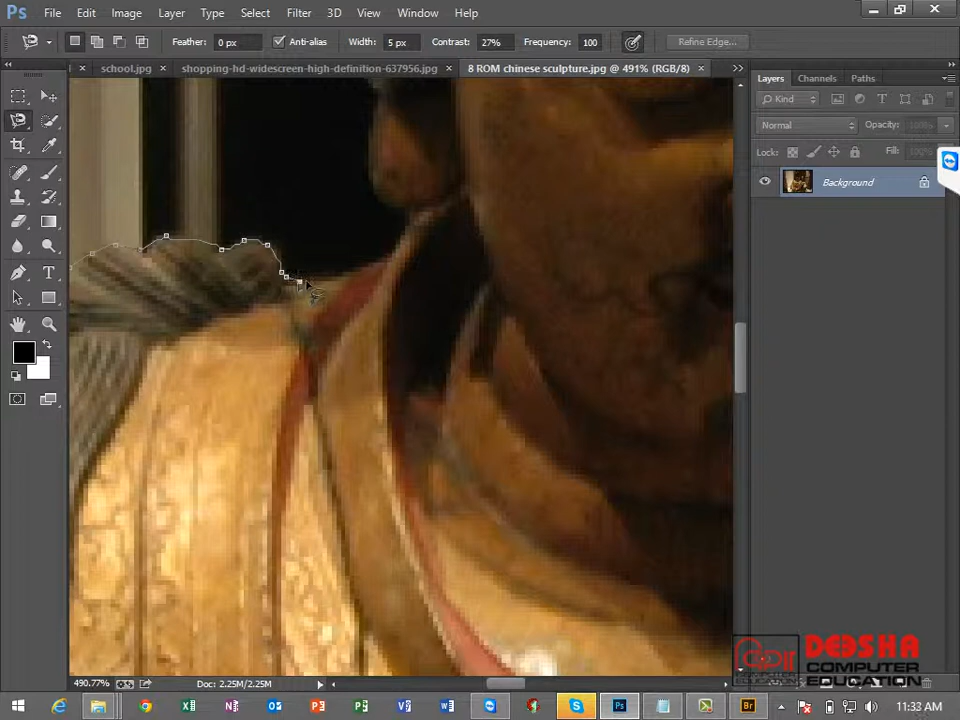 Ps File Edit Image Layer Type Select Filter 3D View Window Help
Feather: 0 px Anti-alias Width: 5 px Contrast: 27% Frequency: 100 Refine Edge...
school.jpg × shopping-hd-widescreen-high-definition-637956.jpg × 8 ROM chinese sculpture.jpg @ 491% (RGB/8) ×
Layers Channels Paths
Kind
Normal Opacity: 100%
Lock: Fill: 100%
Background
490.77% Doc: 2.25M/2.25M
DEESHA
COMPUTER
EDUCATION
11:33 AM